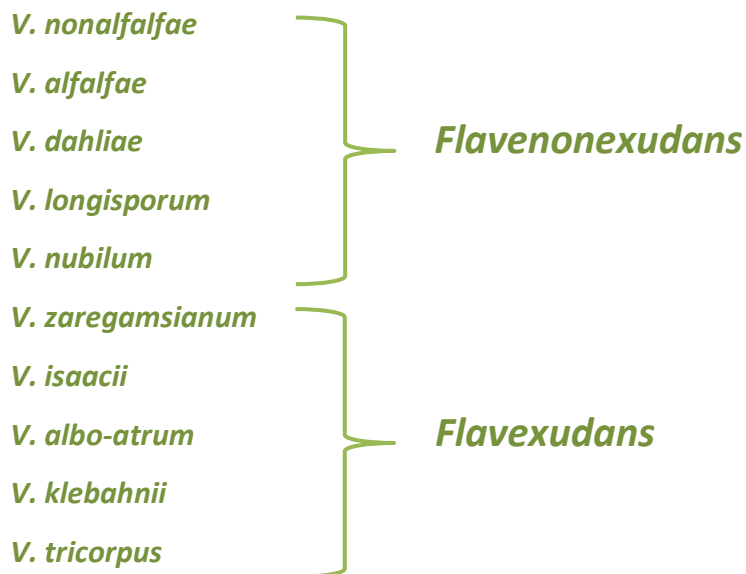 V. nonalfalfae
V. alfalfae
V. dahliae
Flavenonexudans
V. longisporum
V. nubilum
V. zaregamsianum
V. isaacii
V. albo-atrum
Flavexudans
V. klebahnii
V. tricorpus